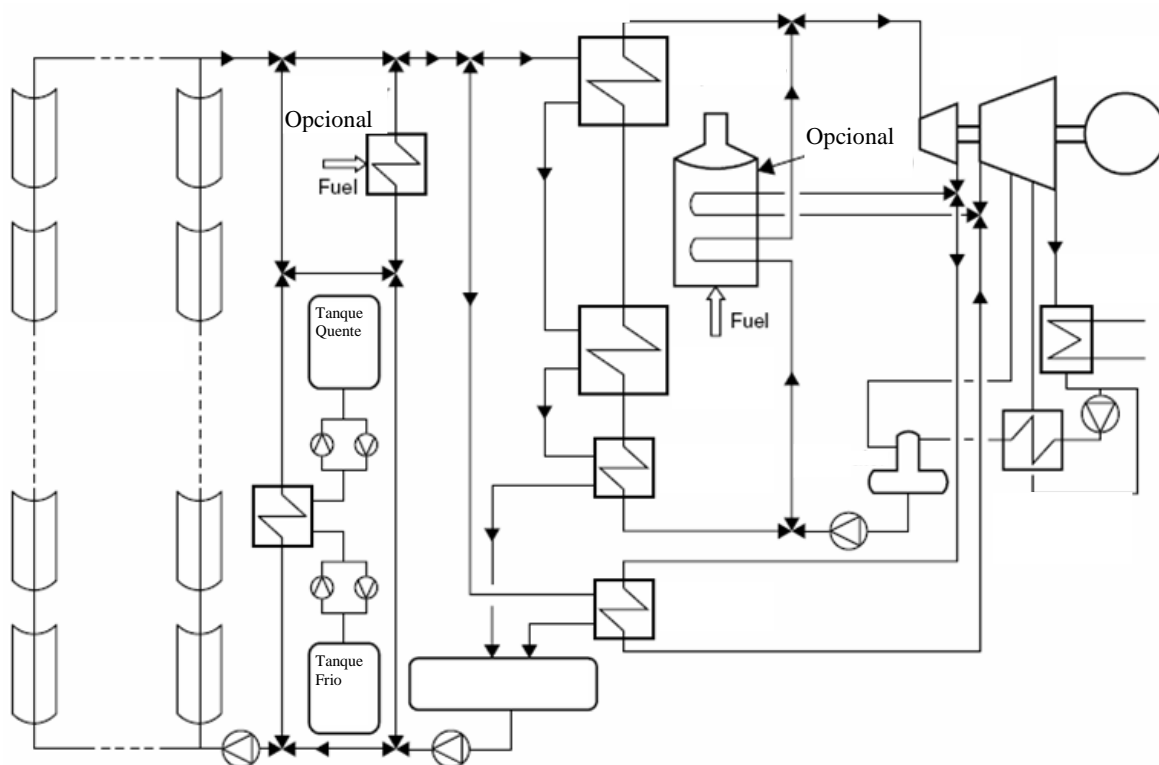 Opcional
Fuel
Opcional
Fuel
Tanque
Quente
Tanque
Frio